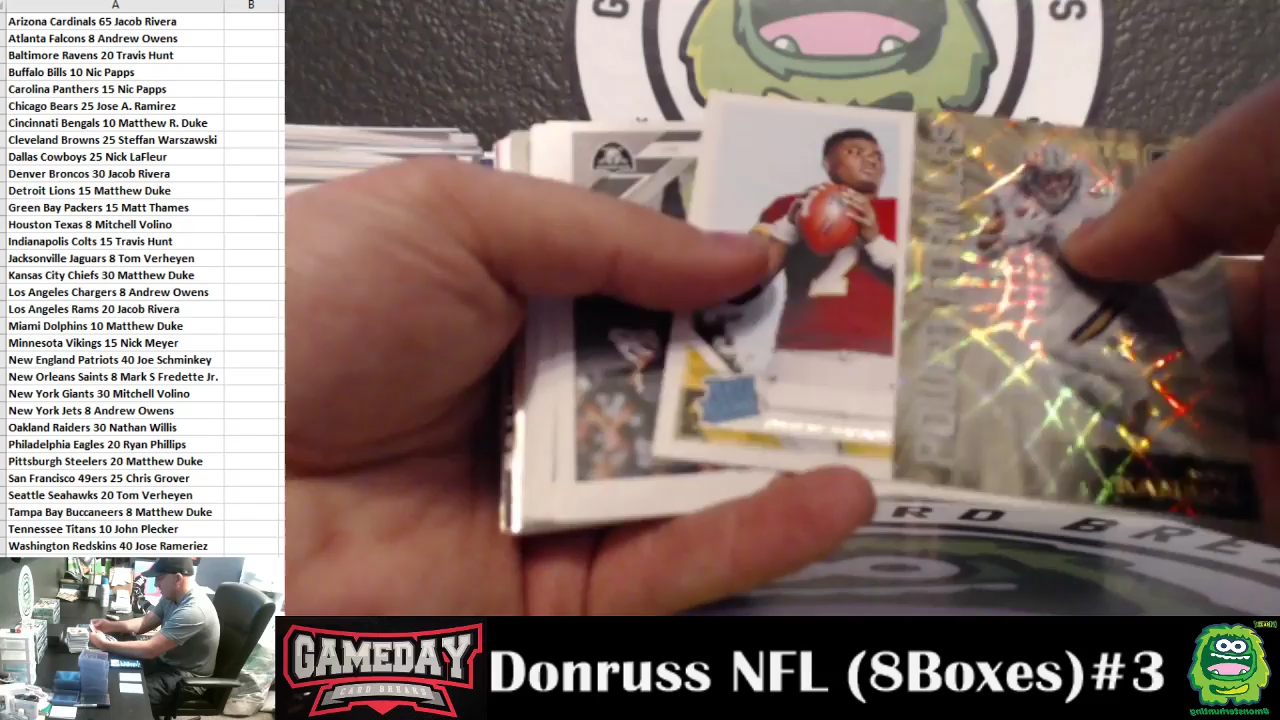 A B
Arizona Cardinals 65 Jacob Rivera
Atlanta Falcons 8 Andrew Owens
Baltimore Ravens 20 Travis Hunt
Buffalo Bills 10 Nic Papps
Carolina Panthers 15 Nic Papps
Chicago Bears 25 Jose A. Ramirez
Cincinnati Bengals 10 Matthew R. Duke
Cleveland Browns 25 Steffan Warszawski
Dallas Cowboys 25 Nick LaFleur
Denver Broncos 30 Jacob Rivera
Detroit Lions 15 Matthew Duke
Green Bay Packers 15 Matt Thames
Houston Texas 8 Mitchell Volino
Indianapolis Colts 15 Travis Hunt
Jacksonville Jaguars 8 Tom Verheyen
Kansas City Chiefs 30 Matthew Duke
Los Angeles Chargers 8 Andrew Owens
Los Angeles Rams 20 Jacob Rivera
Miami Dolphins 10 Matthew Duke
Minnesota Vikings 15 Nick Meyer
New England Patriots 40 Joe Schminkey
New Orleans Saints 8 Mark S Fredette Jr.
New York Giants 30 Mitchell Volino
New York Jets 8 Andrew Owens
Oakland Raiders 30 Nathan Willis
Philadelphia Eagles 20 Ryan Phillips
Pittsburgh Steelers 20 Matthew Duke
San Francisco 49ers 25 Chris Grover
Seattle Seahawks 20 Tom Verheyen
Tampa Bay Buccaneers 8 Matthew Duke
Tennessee Titans 10 John Plecker
Washington Redskins 40 Jose Rameriez
G S
7
RD BRE
GAMEDAY
CARD BREAKS
Donruss NFL (8Boxes)#3
#monsterhunting